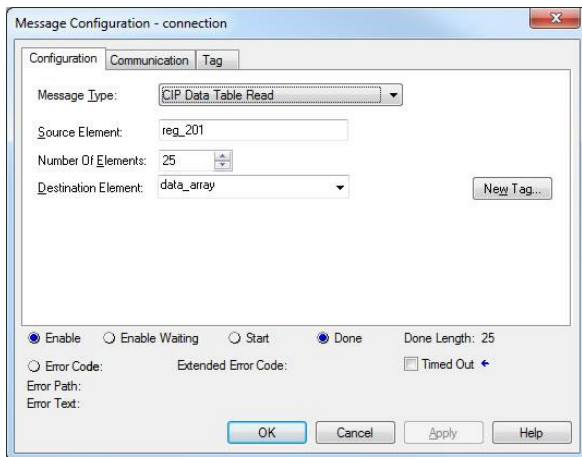 Message Configuration - connection
Configuration Communication Tag
Message Type: CIP Data Table Read
Source Element: reg_201
Number Of Elements: 25
Destination Element: data_array New Tag...
Enable Enable Waiting Start Done Done Length: 25
Error Code: Extended Error Code: Timed Out
Error Path:
Error Text:
OK Cancel Apply Help